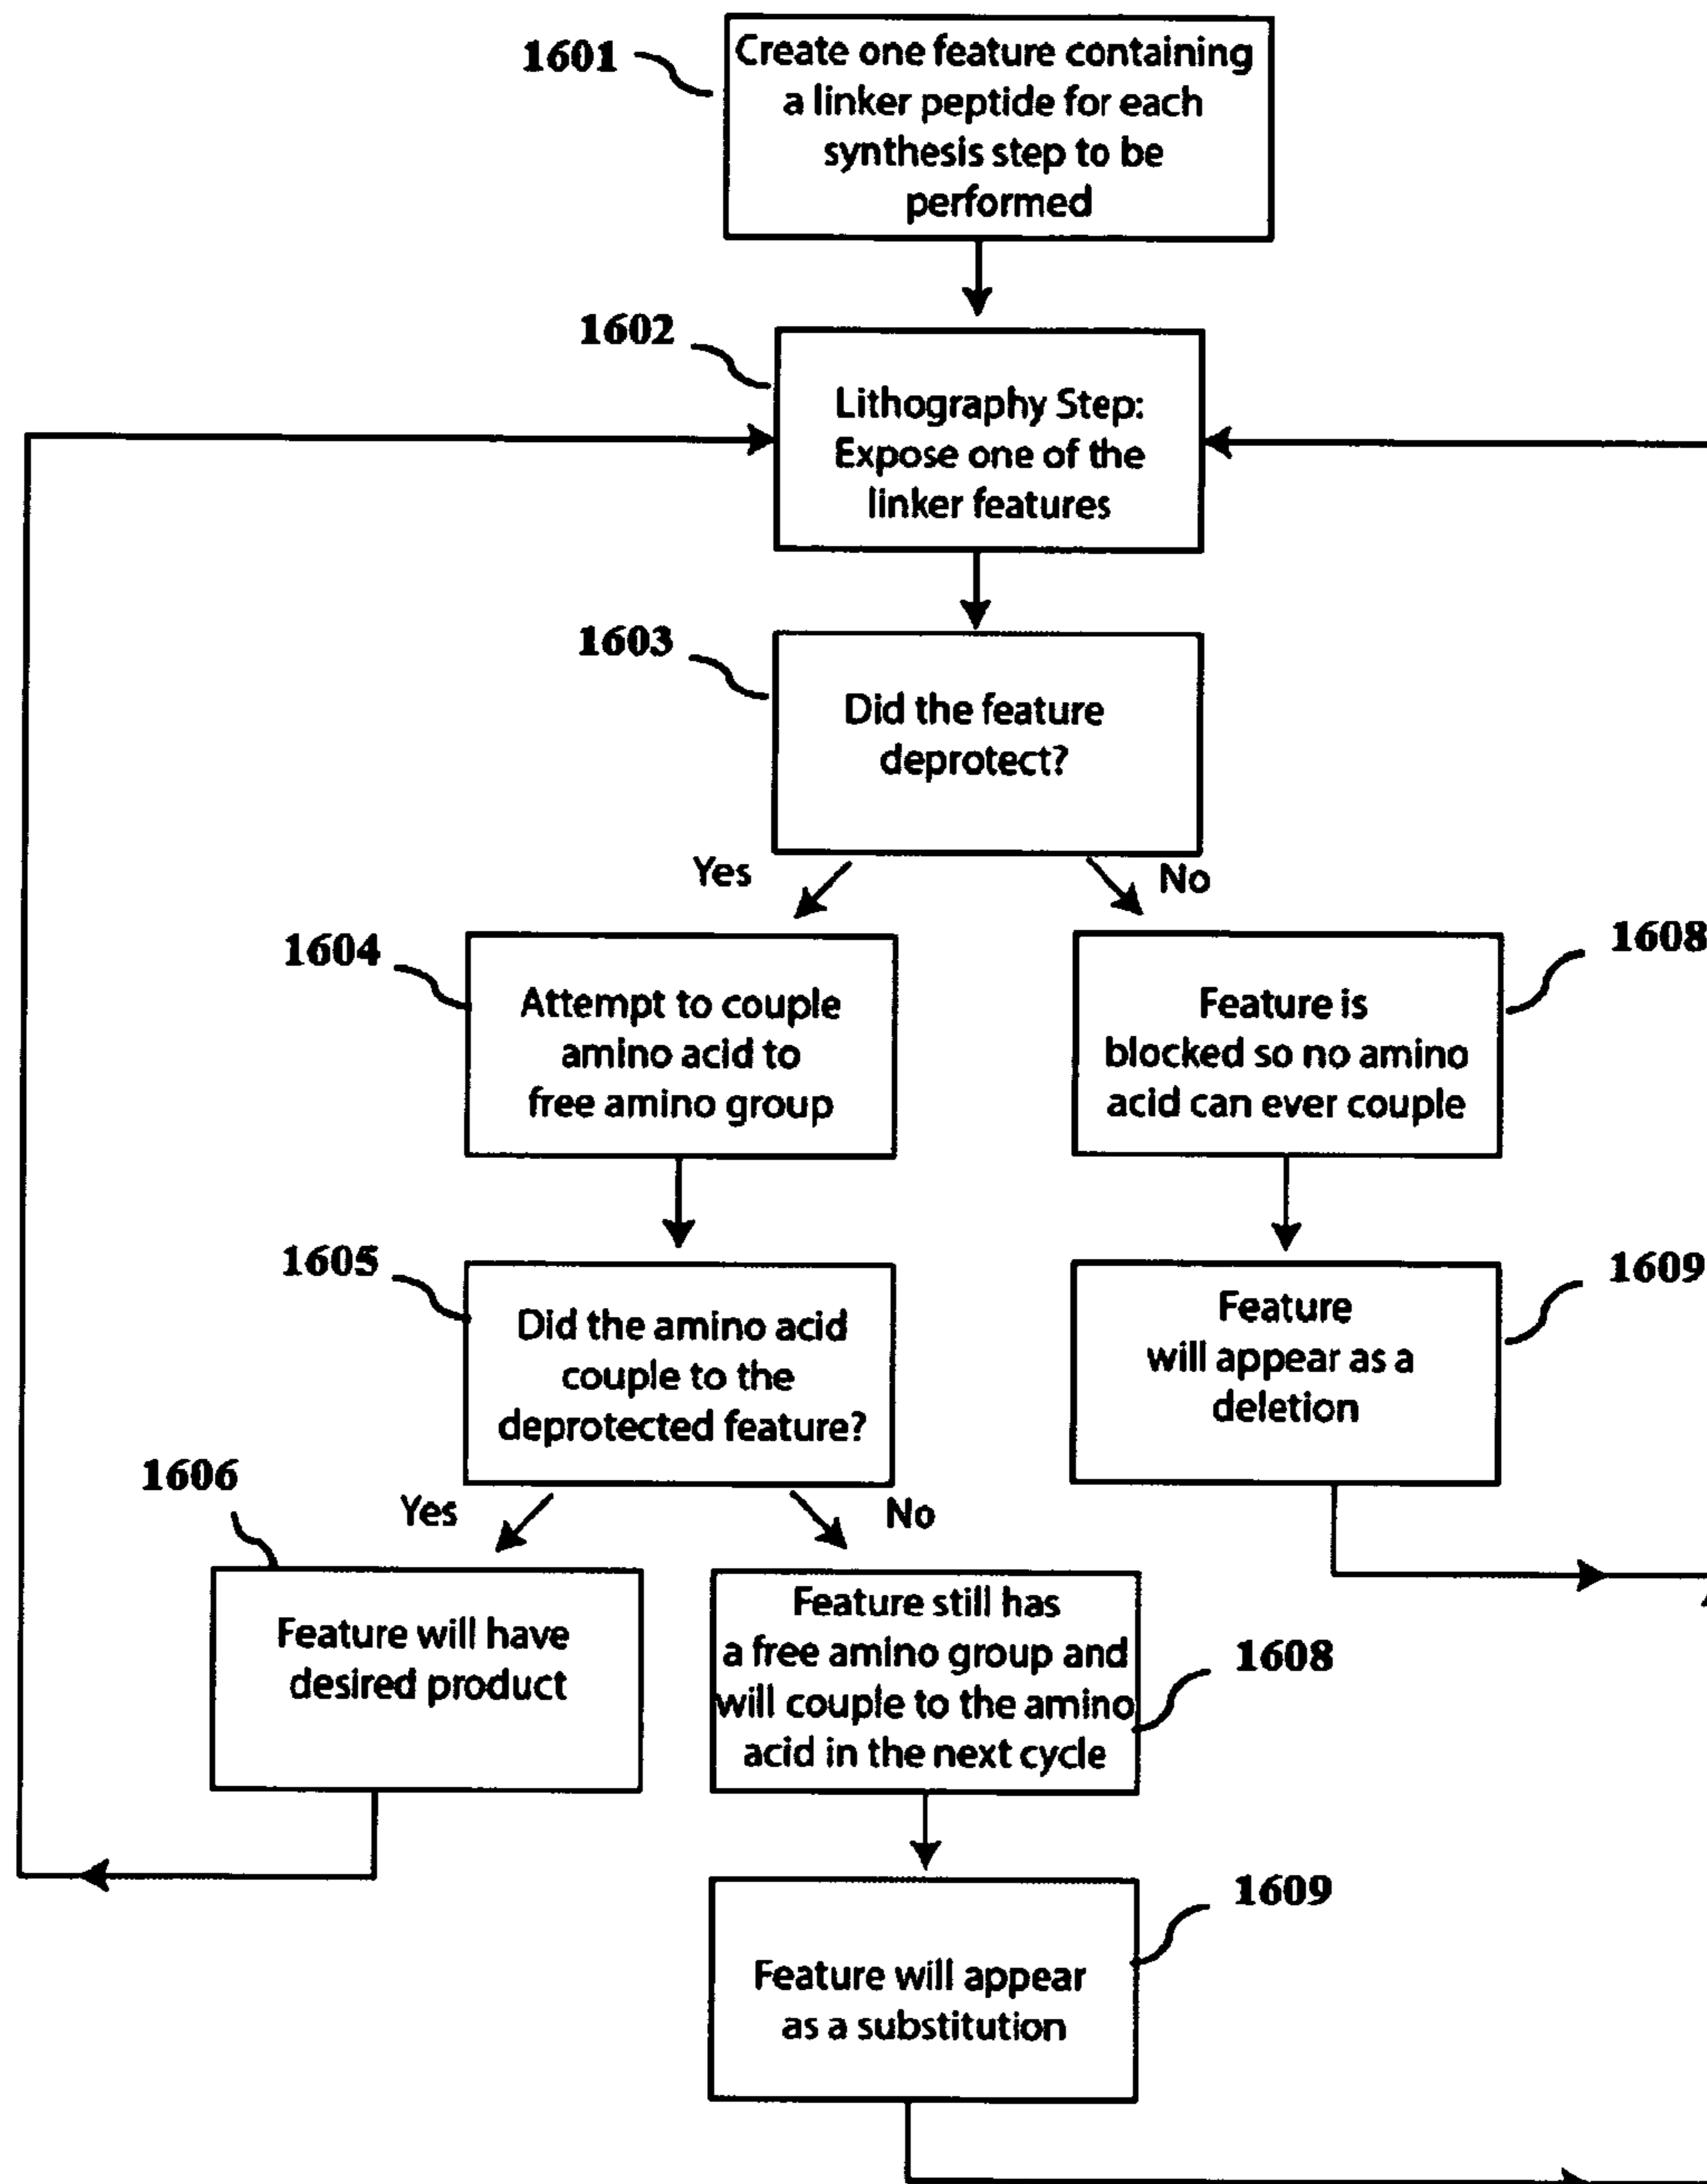 1601
Create one feature containing
a linker peptide for each
synthesis step to be
performed
1602
Lithography Step:
Expose one of the
linker features
1603
Did the feature
deprotect?
Yes
No
1604
Attempt to couple
amino acid to
free amino group
1608
Feature is
blocked so no amino
acid can ever couple
1605
Did the amino acid
couple to the
deprotected feature?
1609
Feature
will appear as a
deletion
1606
Yes
No
Feature will have
desired product
Feature still has
a free amino group and
will couple to the amino
acid in the next cycle
1608
1609
Feature will appear
as a substitution